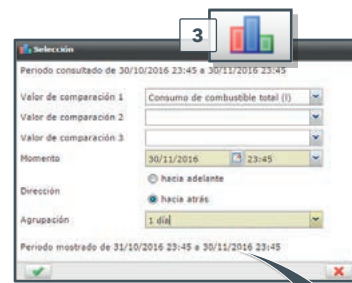 3
Selección
Periodo consultado de 30/10/2016 23:45 a 30/11/2016 23:45
Valor de comparación 1 Consumo de combustible total (l)
Valor de comparación 2
Valor de comparación 3
Momento 30/11/2016 23:45
hacia adelante
Dirección
hacia atrás
Agrupación 1 día
Periodo mostrado de 31/10/2016 23:45 a 30/11/2016 23:45